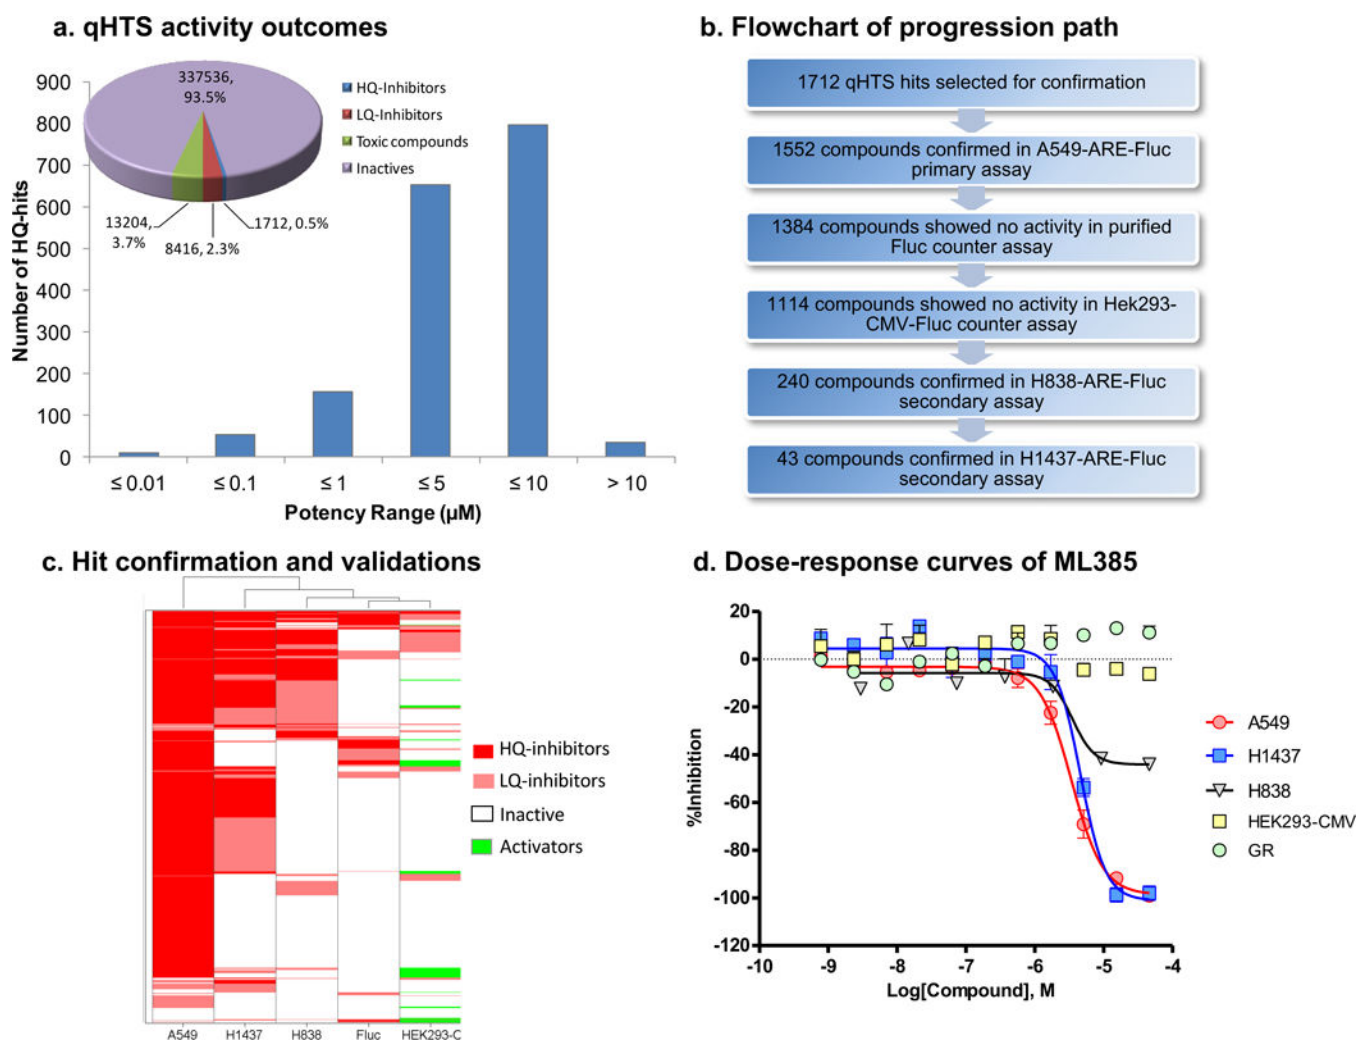 a. qHTS activity outcomes
900
800
700
600
500
400
300
200
100
0
Number of HQ-hits
337536,
93.5%
HQ-Inhibitors
LQ-Inhibitors
Toxic compounds
Inactives
13204,
3.7%
8416, 2.3%
1712, 0.5%
≤ 0.01
≤ 0.1
≤ 1
≤ 5
≤ 10
> 10
Potency Range (µM)
b. Flowchart of progression path
1712 qHTS hits selected for confirmation
1552 compounds confirmed in A549-ARE-Fluc
primary assay
1384 compounds showed no activity in purified
Fluc counter assay
1114 compounds showed no activity in Hek293-
CMV-Fluc counter assay
240 compounds confirmed in H838-ARE-Fluc
secondary assay
43 compounds confirmed in H1437-ARE-Fluc
secondary assay
c. Hit confirmation and validations
HQ-inhibitors
LQ-inhibitors
Inactive
Activators
A549
H1437
H838
Fluc
HEK293-C
d. Dose-response curves of ML385
20
0
-20
-40
-60
-80
-100
-120
%Inhibition
-10
-9
-8
-7
-6
-5
-4
Log[Compound], M
A549
H1437
H838
HEK293-CMV
GR